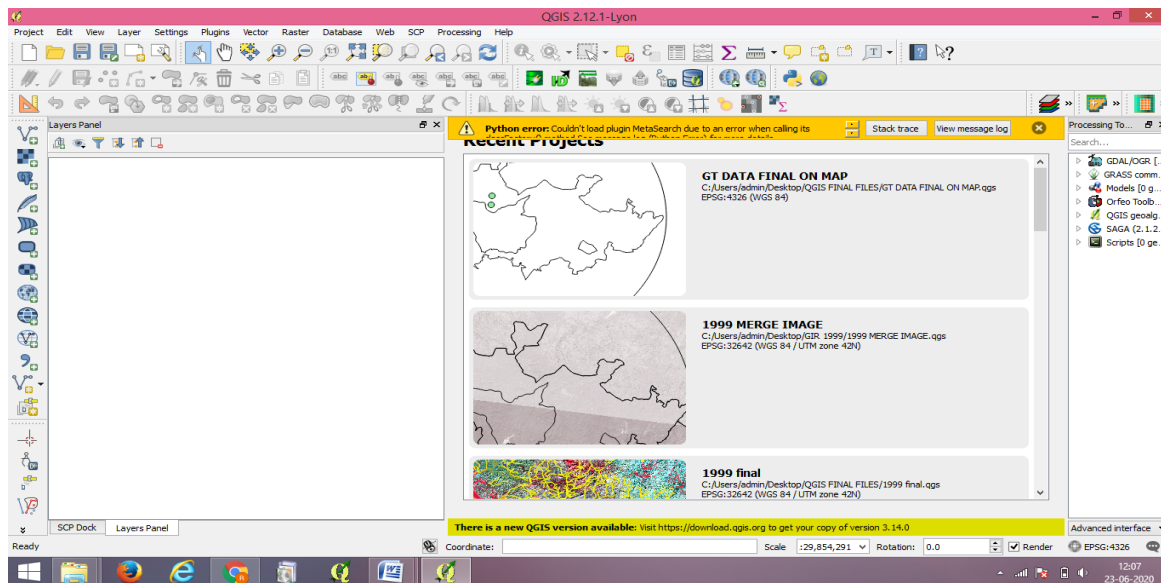 QGIS 2.12.1-Lyon
Project Edit View Layer Settings Plugins Vector Raster Database Web SCP Processing Help
Layers Panel
Python error: Couldn't load plugin MetaSearch due to an error when calling its
Stack trace
View message log
Processing To...
Search...
Recent Projects
GT DATA FINAL ON MAP
C:/Users/admin/Desktop/QGIS FINAL FILES/GT DATA FINAL ON MAP.qgs
EPSG:4326 (WGS 84)
1999 MERGE IMAGE
C:/Users/admin/Desktop/GIR 1999/1999 MERGE IMAGE.qgs
EPSG:32642 (WGS 84 / UTM zone 42N)
1999 final
C:/Users/admin/Desktop/QGIS FINAL FILES/1999 final.qgs
EPSG:32642 (WGS 84 / UTM zone 42N)
GDAL/OGR [..
GRASS comm..
Models [0 g...
Orfeo Toolb...
QGIS geoalg..
SAGA (2.1.2..
Scripts [0 ge..
SCP Dock Layers Panel
There is a new QGIS version available: Visit https://download.qgis.org to get your copy of version 3.14.0
Advanced interface
Ready
Coordinate:
Scale :29,854,291
Rotation: 0.0
Render
EPSG:4326
12:07
23-06-2020